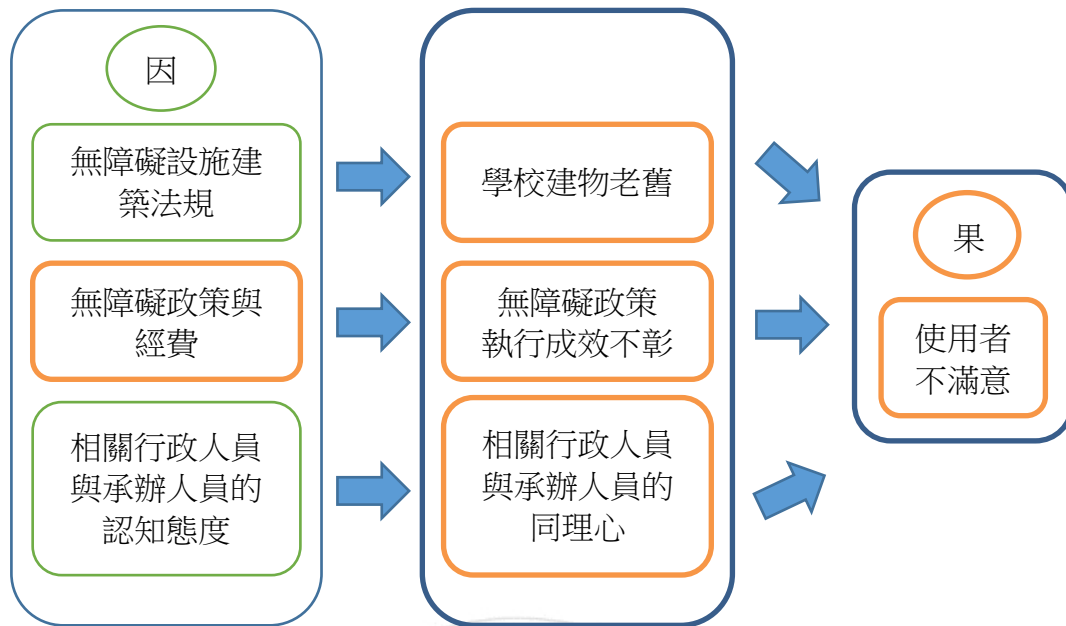 因
無障礙設施建
築法規
無障礙政策與
經費
相關行政人員
與承辦人員的
認知態度
學校建物老舊
無障礙政策
執行成效不彰
相關行政人員
與承辦人員的
同理心
果
使用者
不滿意